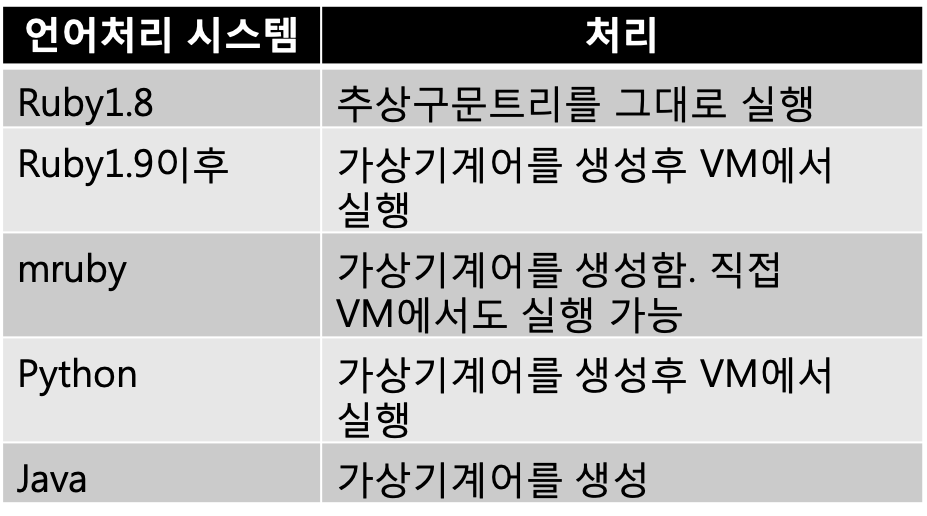 언어처리 시스템
처리
Ruby1.8
추상구문트리를 그대로 실행
Ruby1.9이후
가상기계어를 생성후 VM에서
실행
mruby
가상기계어를 생성함. 직접
VM에서도 실행 가능
Python
가상기계어를 생성후 VM에서
실행
Java
가상기계어를 생성